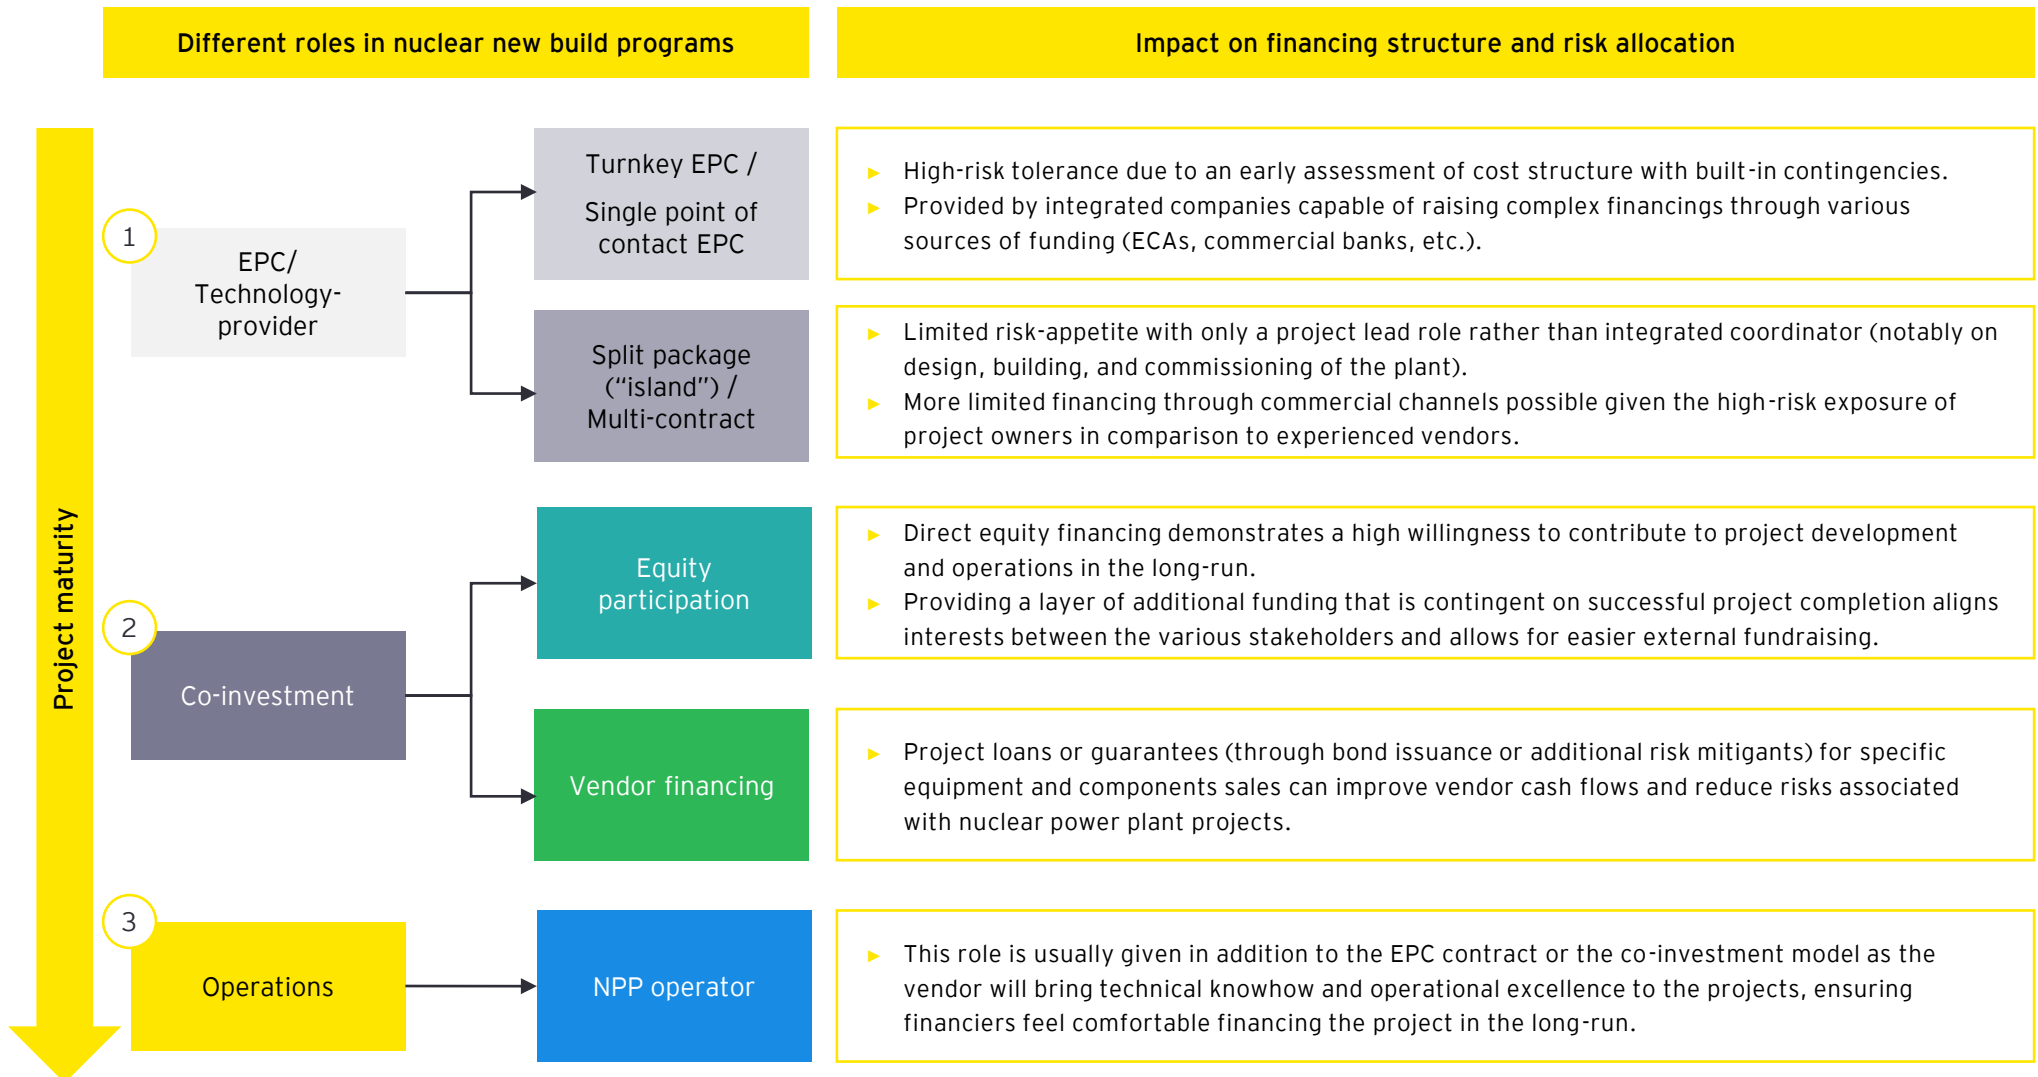 Different roles in nuclear new build programs
Impact on financing structure and risk allocation
Project maturity
1
EPC/
Technology-
provider
Turnkey EPC /
Single point of
contact EPC
► High-risk tolerance due to an early assessment of cost structure with built-in contingencies.
► Provided by integrated companies capable of raising complex financings through various
sources of funding (ECAs, commercial banks, etc.).
Split package
(“island”) /
Multi-contract
► Limited risk-appetite with only a project lead role rather than integrated coordinator (notably on
design, building, and commissioning of the plant).
► More limited financing through commercial channels possible given the high-risk exposure of
project owners in comparison to experienced vendors.
2
Co-investment
Equity
participation
► Direct equity financing demonstrates a high willingness to contribute to project development
and operations in the long-run.
► Providing a layer of additional funding that is contingent on successful project completion aligns
interests between the various stakeholders and allows for easier external fundraising.
Vendor financing
► Project loans or guarantees (through bond issuance or additional risk mitigants) for specific
equipment and components sales can improve vendor cash flows and reduce risks associated
with nuclear power plant projects.
3
Operations
NPP operator
► This role is usually given in addition to the EPC contract or the co-investment model as the
vendor will bring technical knowhow and operational excellence to the projects, ensuring
financiers feel comfortable financing the project in the long-run.